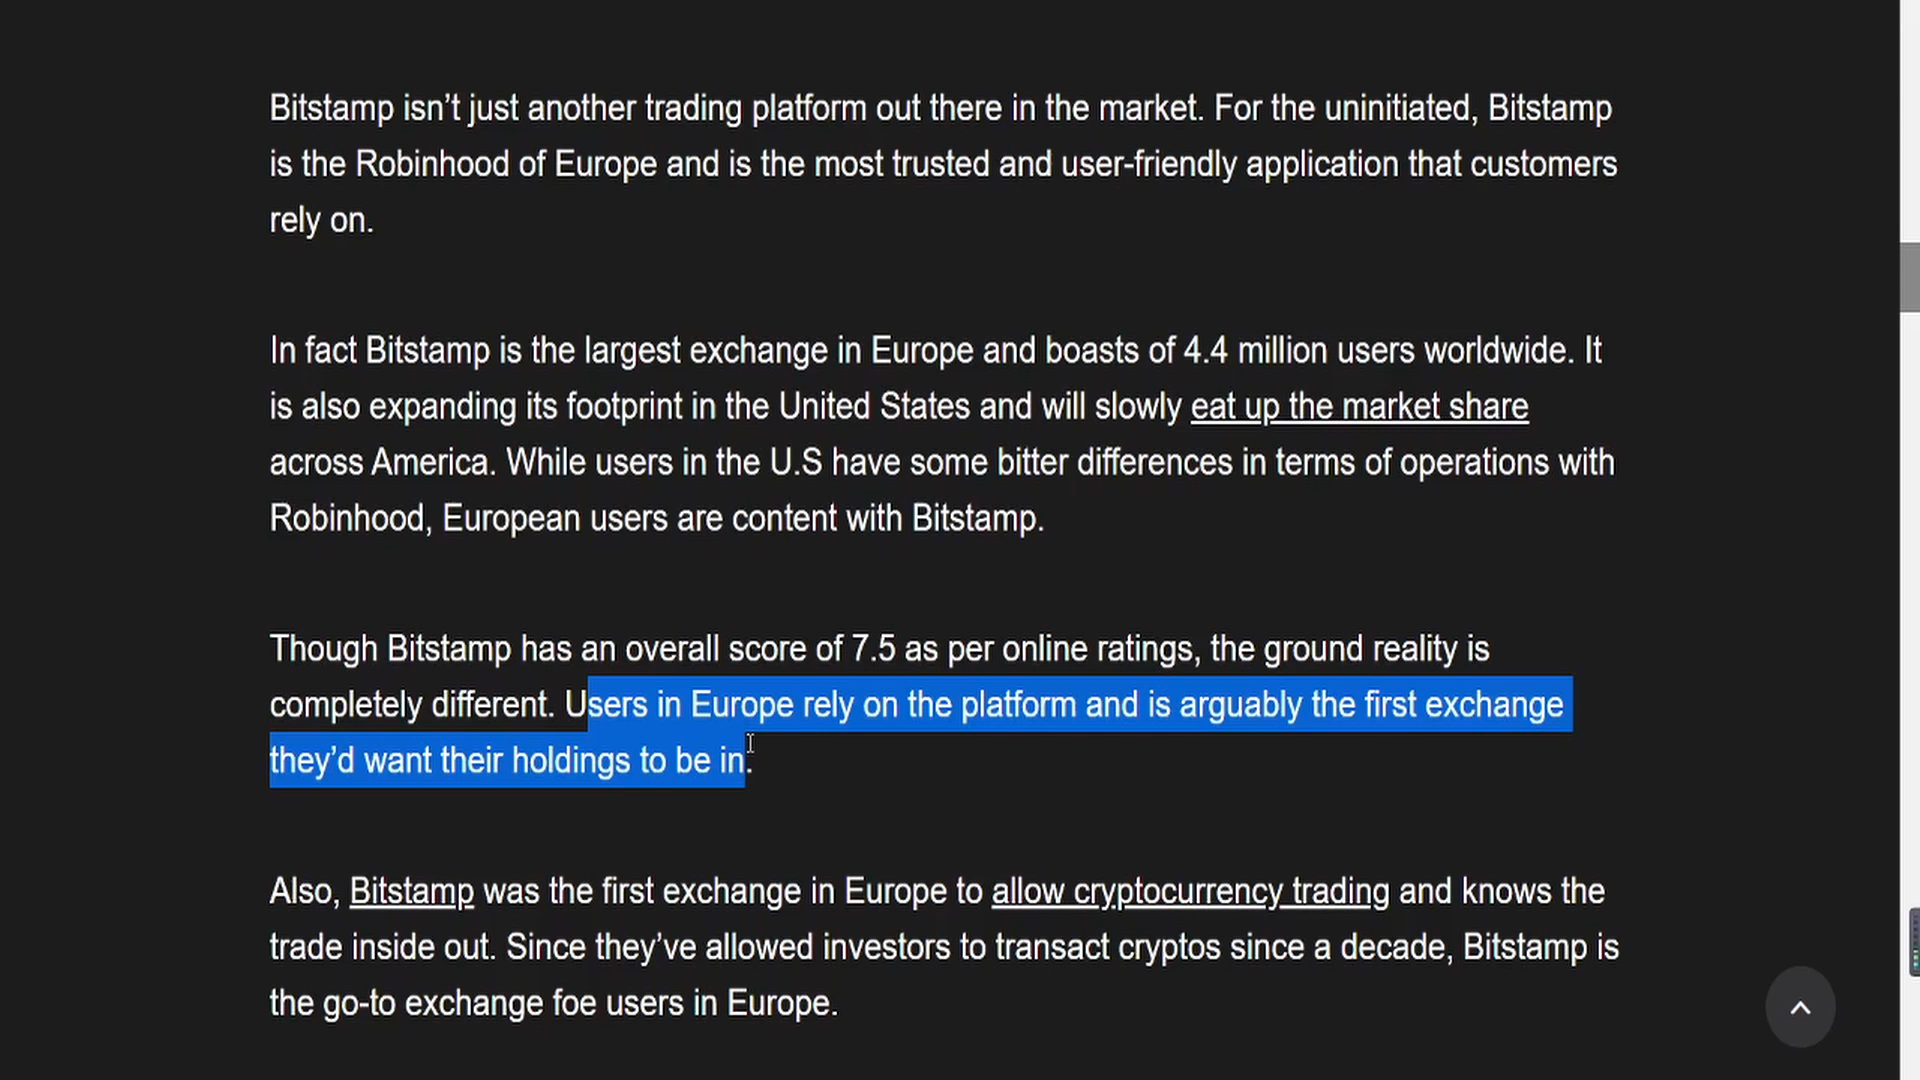 Bitstamp isn’t just another trading platform out there in the market. For the uninitiated, Bitstamp
is the Robinhood of Europe and is the most trusted and user-friendly application that customers
rely on.
In fact Bitstamp is the largest exchange in Europe and boasts of 4.4 million users worldwide. It
is also expanding its footprint in the United States and will slowly eat up the market share
across America. While users in the U.S have some bitter differences in terms of operations with
Robinhood, European users are content with Bitstamp.
Though Bitstamp has an overall score of 7.5 as per online ratings, the ground reality is
completely different. Users in Europe rely on the platform and is arguably the first exchange
they’d want their holdings to be in.
Also, Bitstamp was the first exchange in Europe to allow cryptocurrency trading and knows the
trade inside out. Since they’ve allowed investors to transact cryptos since a decade, Bitstamp is
the go-to exchange foe users in Europe.